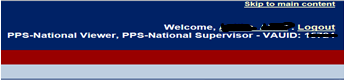 Skip to main content
Welcome, Logout
PPS-National Viewer, PPS-National Supervisor - VAUID: